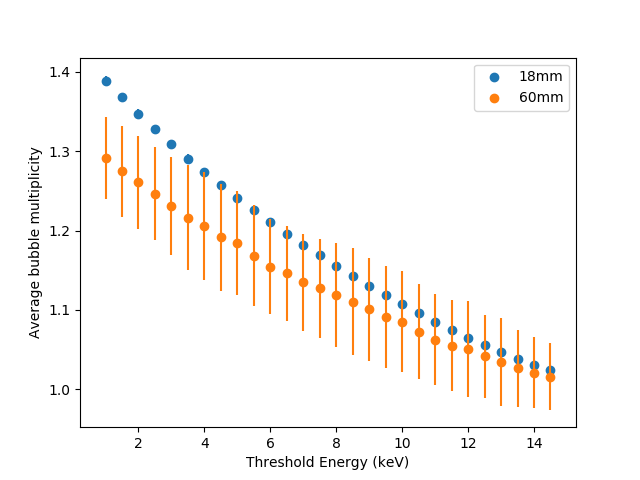 18mm
60mm
Average bubble multiplicity
1.4
1.3
1.2
1.1
1.0
2 4 6 8 10 12 14
Threshold Energy (keV)